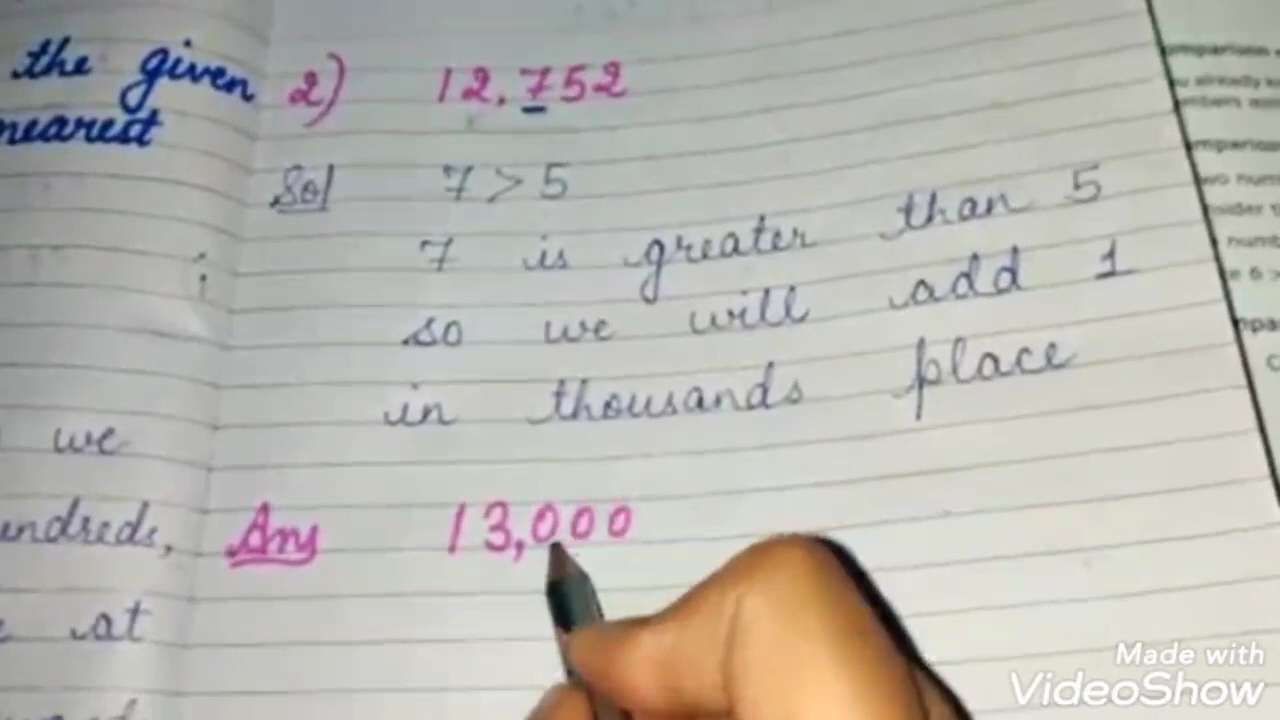 the given
nearest
we
undreds,
at
2) 12,752
Sol 7 > 5
7 is greater than 5
so we will add 1
in thousands place
Ans 13,000
Made with
VideoShow